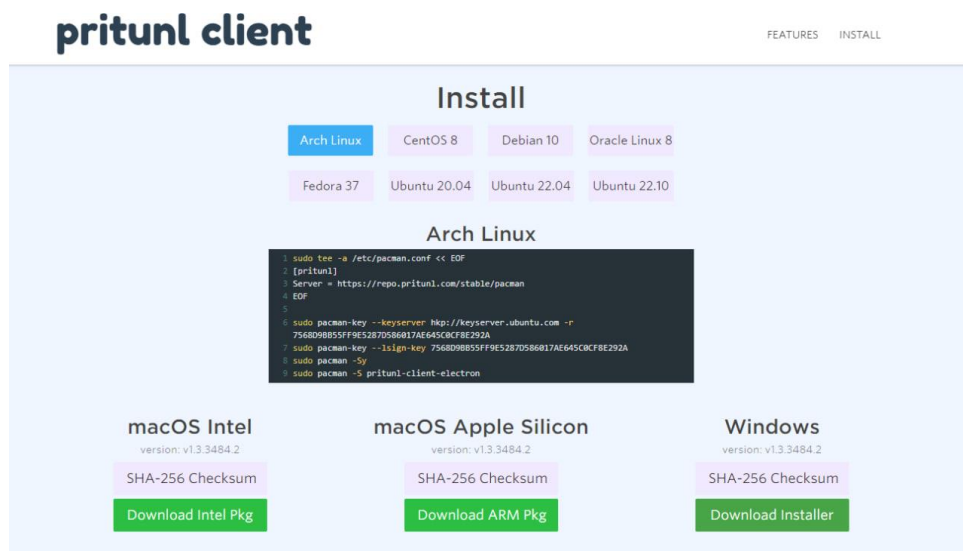 pritunl client
FEATURES INSTALL
Install
Arch Linux CentOS 8 Debian 10 Oracle Linux 8
Fedora 37 Ubuntu 20.04 Ubuntu 22.04 Ubuntu 22.10
Arch Linux
1 sudo tee -a /etc/pacman.conf << EOF
2 [pritunl]
3 Server = https://repo.pritunl.com/stable/pacman
4 EOF
5
6 sudo pacman-key --keyserver hkp://keyserver.ubuntu.com -r
7568D9BB55FF9E5287D586017AE645C0CF8E292A
7 sudo pacman-key --lsign-key 7568D9BB55FF9E5287D586017AE645C0CF8E292A
8 sudo pacman -Sy
9 sudo pacman -S pritunl-client-electron
macOS Intel macOS Apple Silicon Windows
version: v1.3.3484.2 version: v1.3.3484.2 version: v1.3.3484.2
SHA-256 Checksum SHA-256 Checksum SHA-256 Checksum
Download Intel Pkg Download ARM Pkg Download Installer